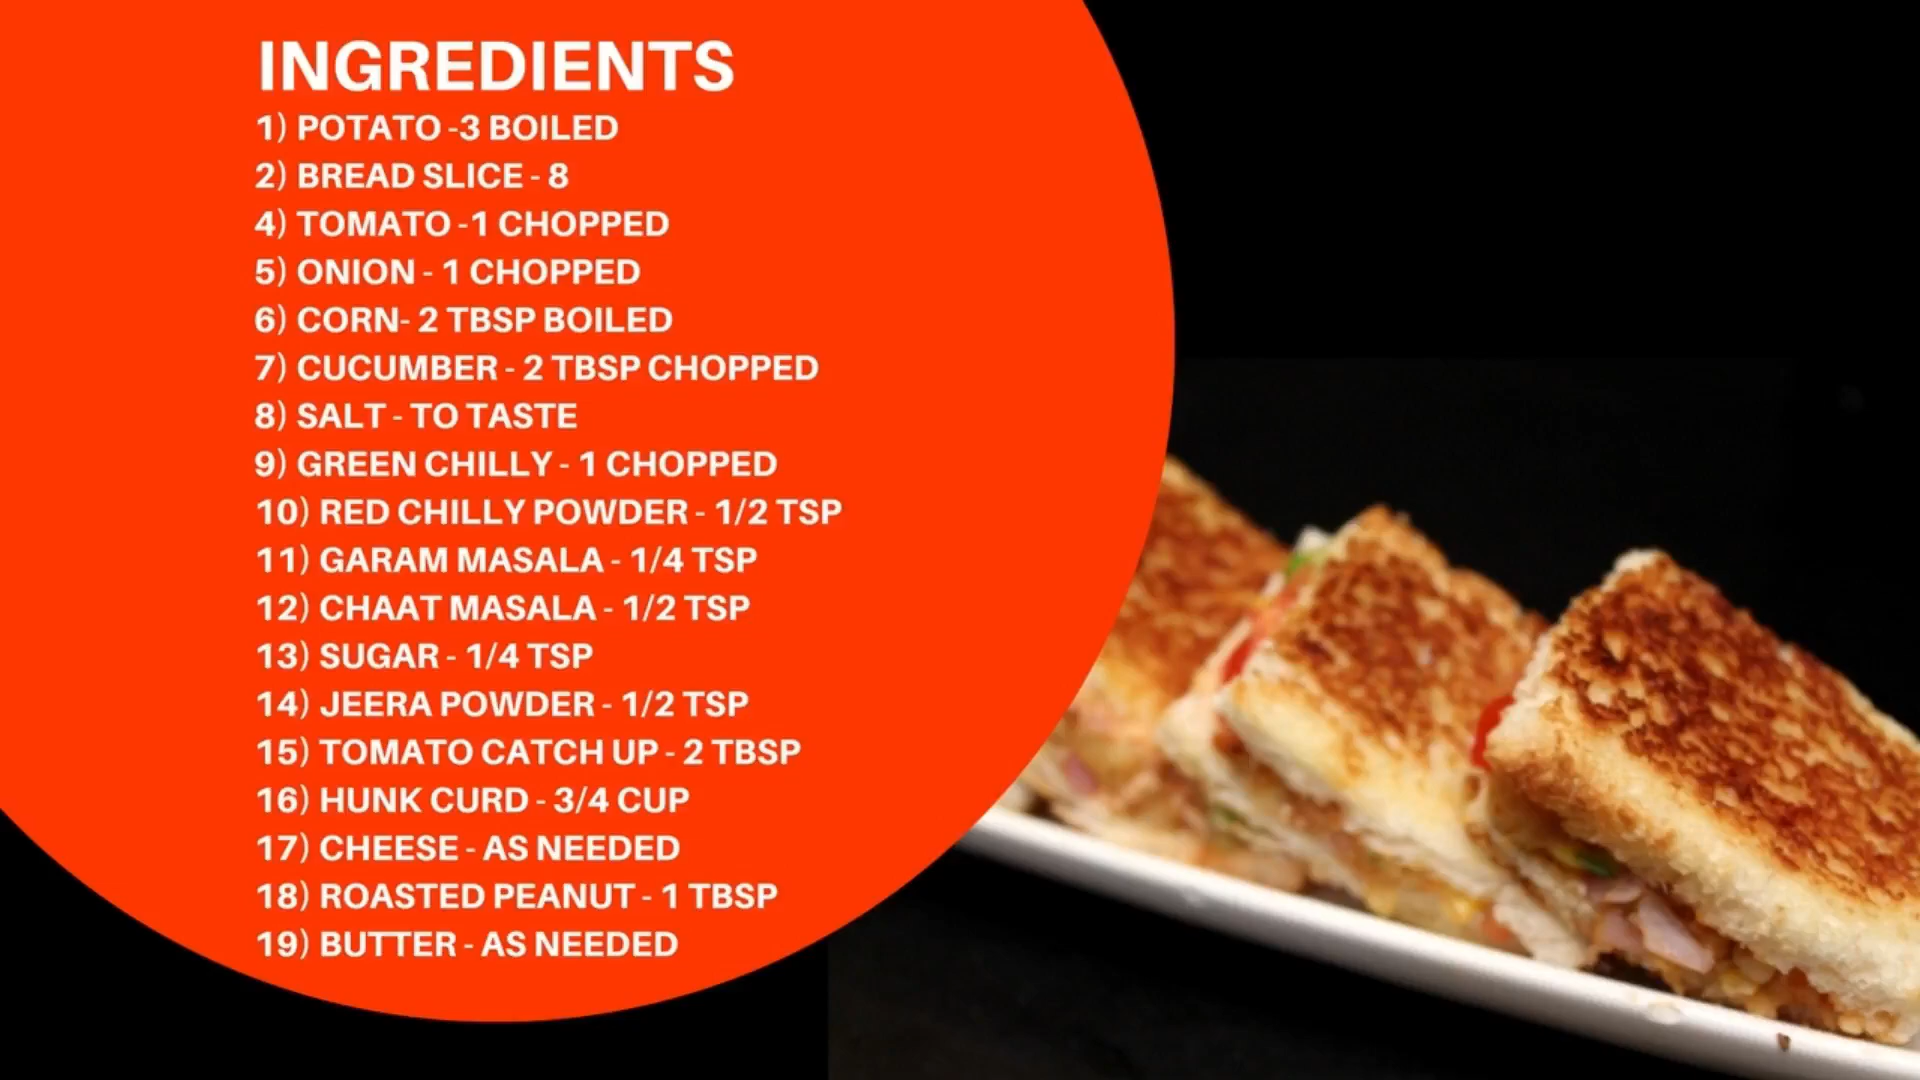 INGREDIENTS
1) POTATO -3 BOILED
2) BREAD SLICE - 8
4) TOMATO -1 CHOPPED
5) ONION - 1 CHOPPED
6) CORN- 2 TBSP BOILED
7) CUCUMBER - 2 TBSP CHOPPED
8) SALT - TO TASTE
9) GREEN CHILLY - 1 CHOPPED
10) RED CHILLY POWDER - 1/2 TSP
11) GARAM MASALA - 1/4 TSP
12) CHAAT MASALA - 1/2 TSP
13) SUGAR - 1/4 TSP
14) JEERA POWDER - 1/2 TSP
15) TOMATO CATCH UP - 2 TBSP
16) HUNK CURD - 3/4 CUP
17) CHEESE - AS NEEDED
18) ROASTED PEANUT - 1 TBSP
19) BUTTER - AS NEEDED